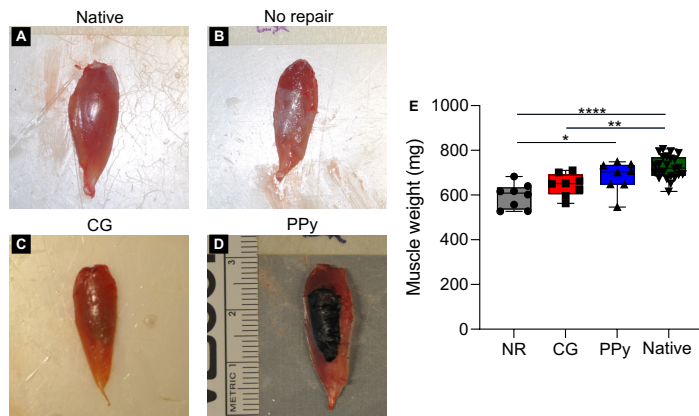 Native
No repair
A
B
CG
PPy
C
D
3
2
1
METRIC
E
1000
800
600
400
200
0
Muscle weight (mg)
****
**
*
NR CG PPy Native